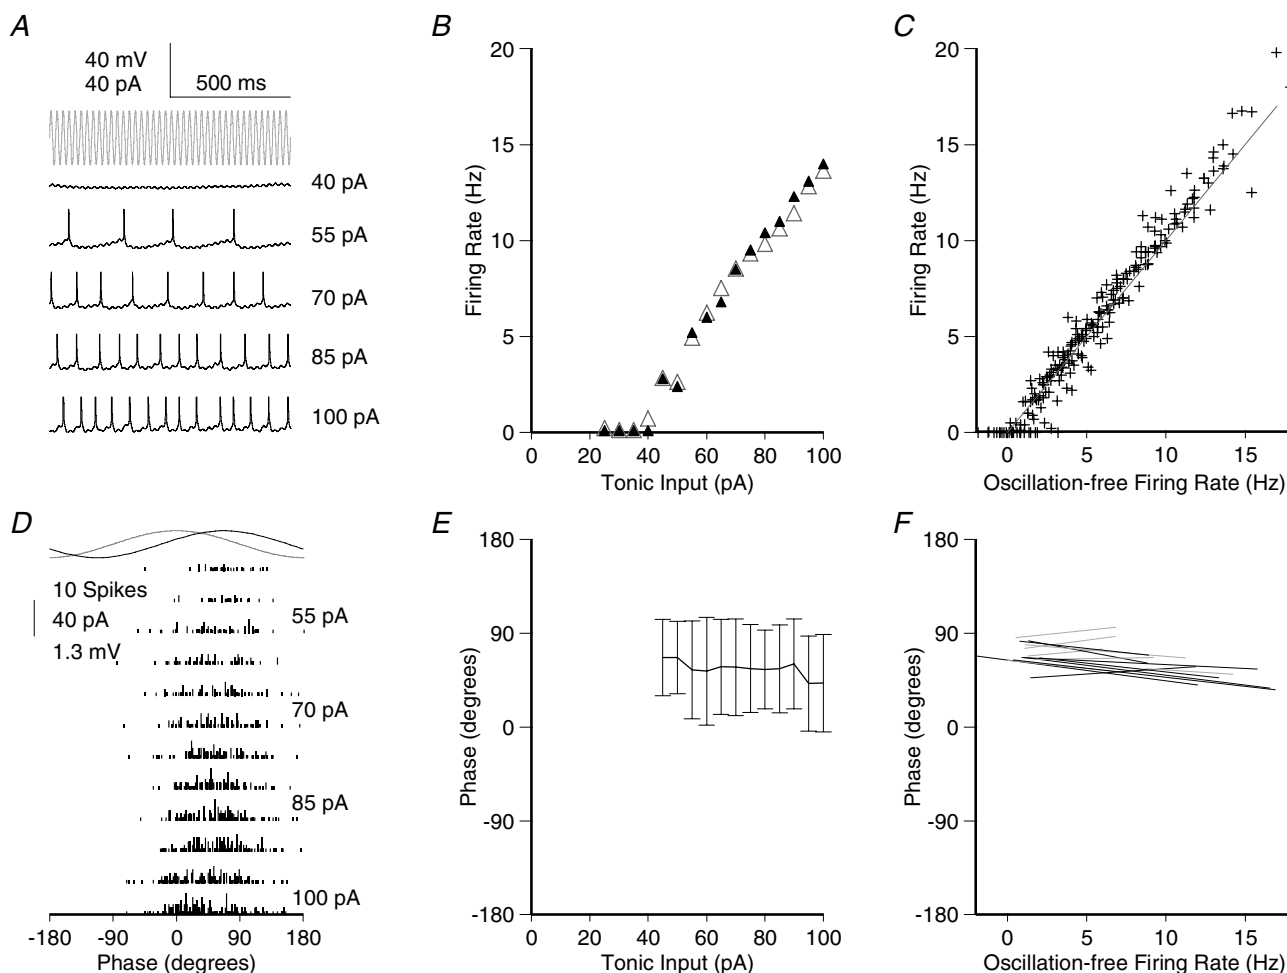 A
40 mV
40 pA
500 ms
40 pA
55 pA
70 pA
85 pA
100 pA
B
20
15
10
5
0
Firing Rate (Hz)
0 20 40 60 80 100
Tonic Input (pA)
C
20
15
10
5
0
Firing Rate (Hz)
0 5 10 15
Oscillation-free Firing Rate (Hz)
D
10 Spikes
40 pA
1.3 mV
55 pA
70 pA
85 pA
100 pA
-180 -90 0 90 180
Phase (degrees)
E
180
90
0
-90
-180
Phase (degrees)
0 20 40 60 80 100
Tonic Input (pA)
F
180
90
0
-90
-180
Phase (degrees)
0 5 10 15
Oscillation-free Firing Rate (Hz)